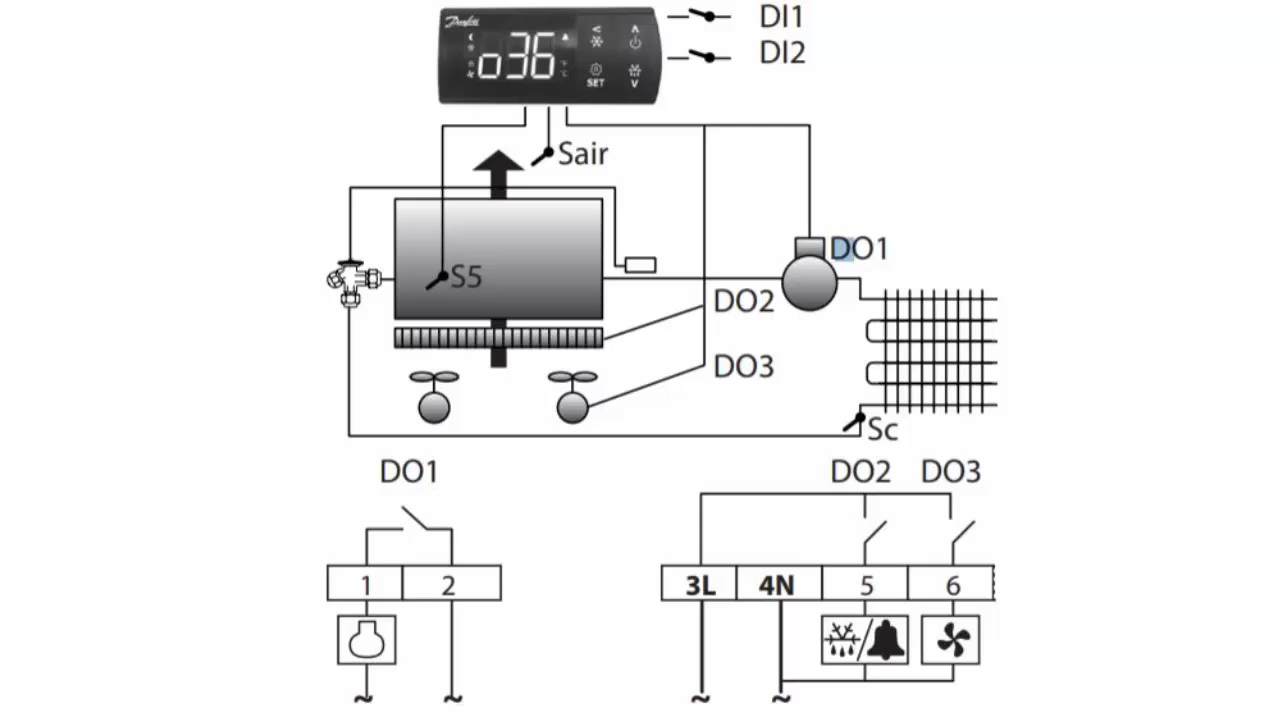 Danfoss
DI1
DI2
o36
SET
°F
°C
Sair
S5
DO1
DO2
DO3
Sc
DO1
DO2 DO3
1 2
3L 4N 5 6
~ ~ ~ ~